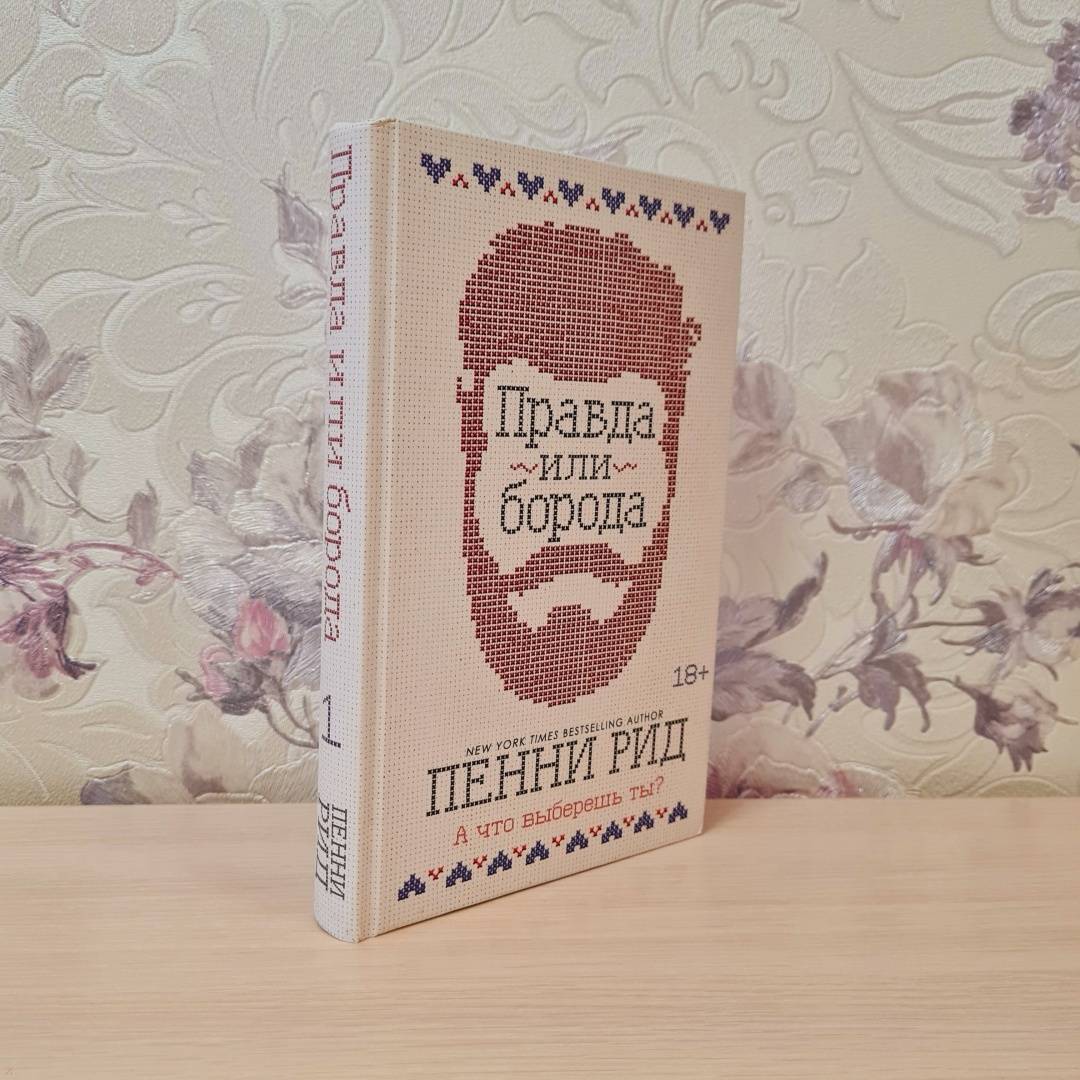 Правда или борода
1
ПЕННИ
РИД
Правда
или
борода
18+
NEW YORK TIMES BESTSELLING AUTHOR
ПЕННИ РИД
А что выберешь ты?